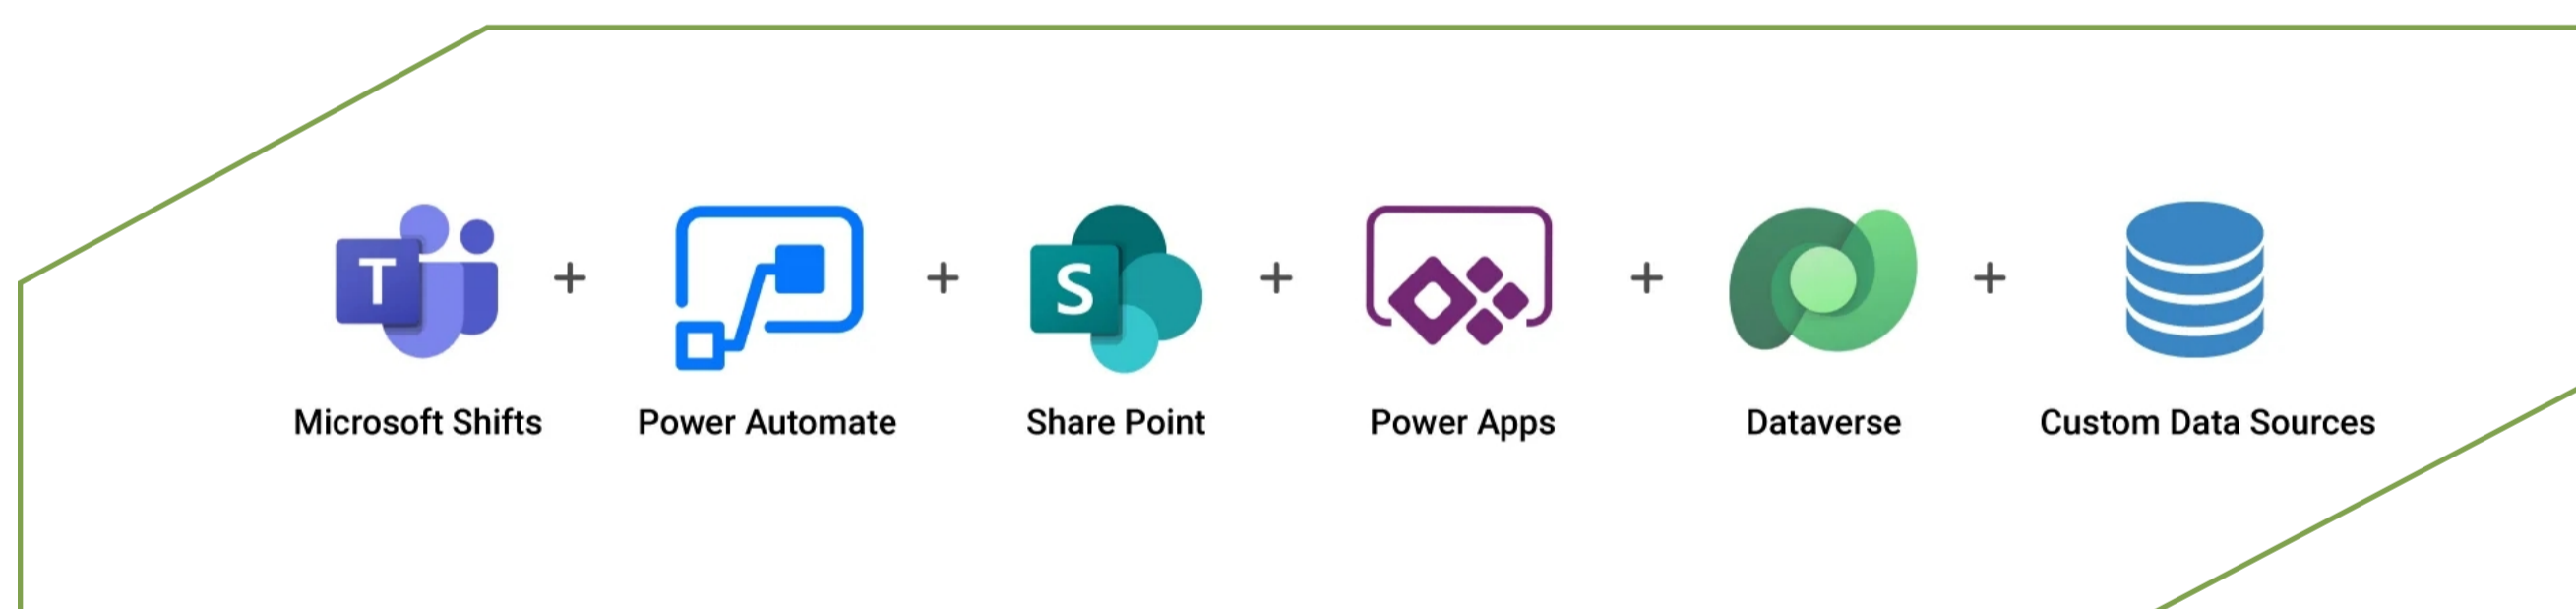 T + + S + + +
Microsoft Shifts Power Automate Share Point Power Apps Dataverse Custom Data Sources